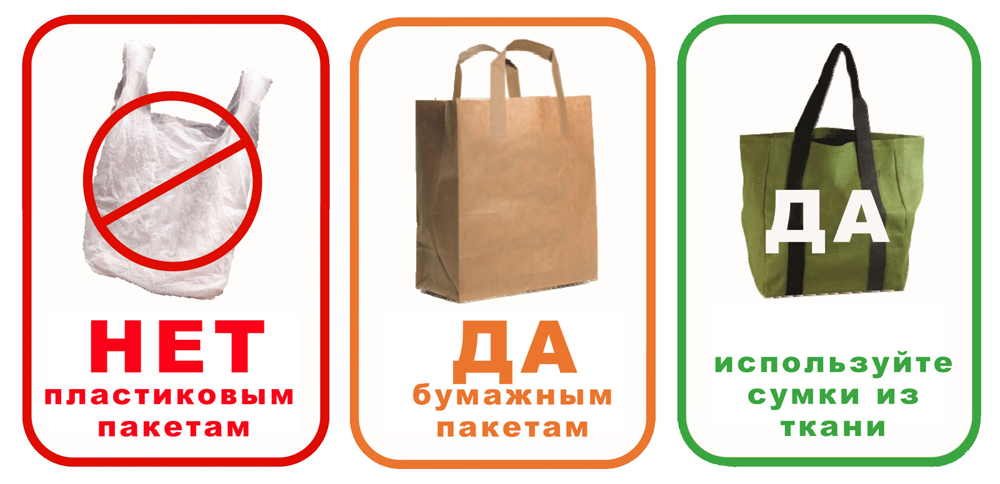 НЕТ
пластиковым
пакетам
ДА
бумажным
пакетам
ДА
используйте
сумки из
ткани